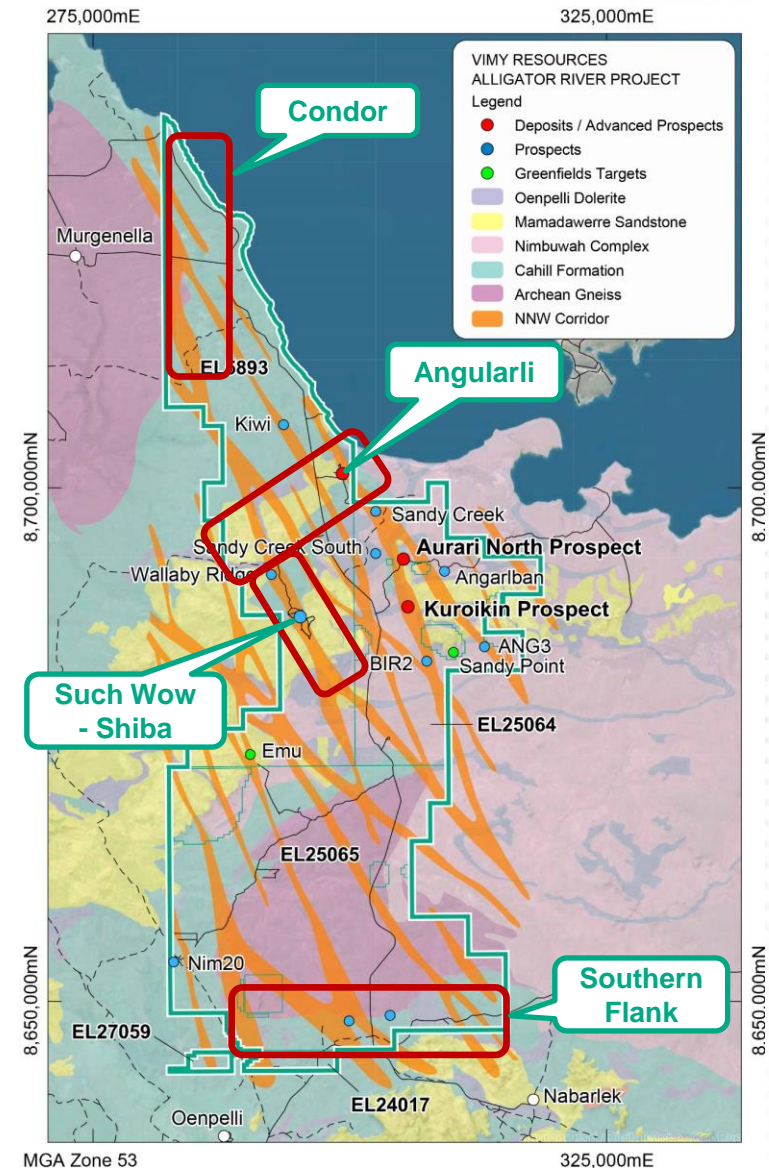 275,000mE
325,000mE
VIMY RESOURCES
ALLIGATOR RIVER PROJECT
Legend
Deposits / Advanced Prospects
Prospects
Greenfields Targets
Oenpelli Dolerite
Mamadawerre Sandstone
Nimbuwah Complex
Cahill Formation
Archean Gneiss
NNW Corridor
Condor
Murgenella
EL5893
Angularli
Kiwi
8,700,000mN
8,700,000mN
Sandy Creek
Sandy Creek South
Aurari North Prospect
Wallaby Ridge
Angarlban
Kuroikin Prospect
ANG3
BIR2
Sandy Point
Such Wow
- Shiba
EL25064
Emu
EL25065
Nim20
Southern
Flank
8,650,000mN
8,650,000mN
EL27059
EL24017
Nabarlek
Oenpelli
MGA Zone 53
325,000mE